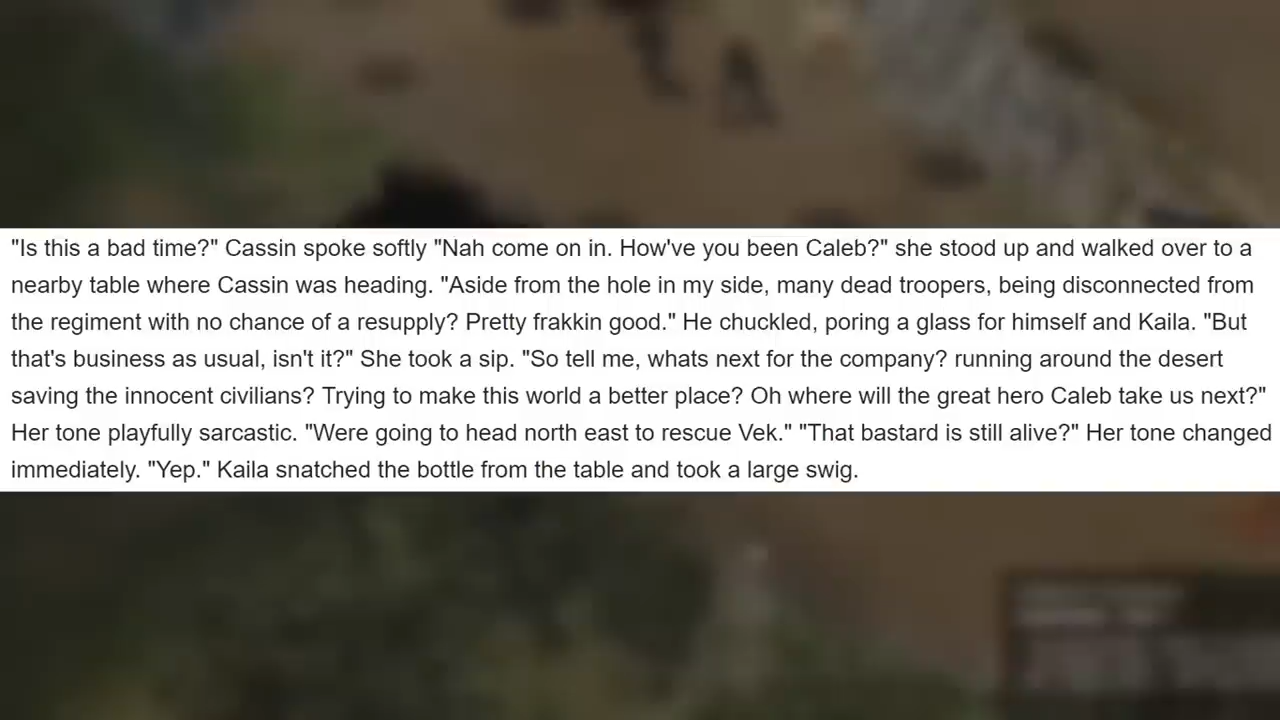 "Is this a bad time?" Cassin spoke softly "Nah come on in. How've you been Caleb?" she stood up and walked over to a
nearby table where Cassin was heading. "Aside from the hole in my side, many dead troopers, being disconnected from
the regiment with no chance of a resupply? Pretty frakkin good." He chuckled, poring a glass for himself and Kaila. "But
that's business as usual, isn't it?" She took a sip. "So tell me, whats next for the company? running around the desert
saving the innocent civilians? Trying to make this world a better place? Oh where will the great hero Caleb take us next?"
Her tone playfully sarcastic. "Were going to head north east to rescue Vek." "That bastard is still alive?" Her tone changed
immediately. "Yep." Kaila snatched the bottle from the table and took a large swig.